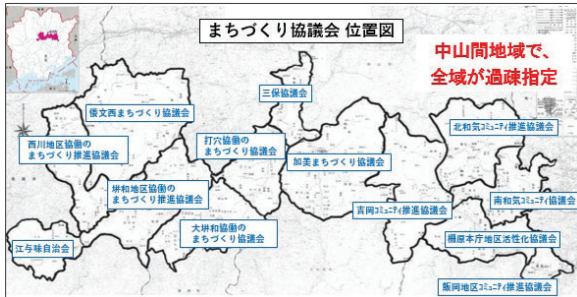 まちづくり協議会 位置図
中山間地域で、
全域が過疎指定
三保協議会
倭文西まちづくり協議会
北和気コミュニティ推進協議会
西川地区協働の
まちづくり推進協議会
打穴協働の
まちづくり協議会
加美まちづくり協議会
垪和地区協働の
まちづくり推進協議会
南和気コミュニティ協議会
吉岡コミュニティ推進協議会
大垪和協働の
まちづくり協議会
江与味自治会
柵原本庁地区活性化協議会
飯岡地区コミュニティ推進協議会